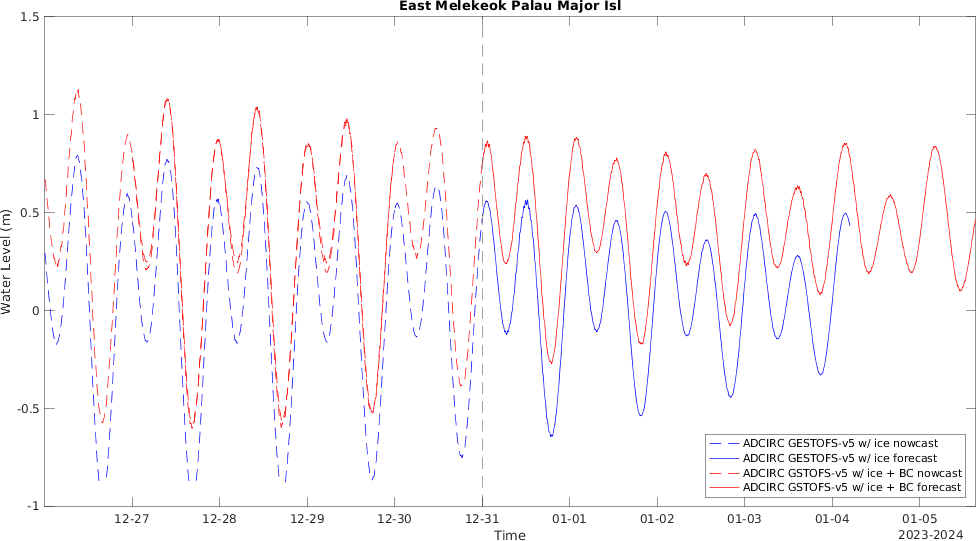 East Melekeok Palau Major Isl
1.5
1
0.5
0
-0.5
-1
Water Level (m)
12-27 12-28 12-29 12-30 12-31 01-01 01-02 01-03 01-04 01-05
Time
2023-2024
ADCIRC GESTOFS-v5 w/ ice nowcast
ADCIRC GESTOFS-v5 w/ ice forecast
ADCIRC GSTOFS-v5 w/ ice + BC nowcast
ADCIRC GSTOFS-v5 w/ ice + BC forecast